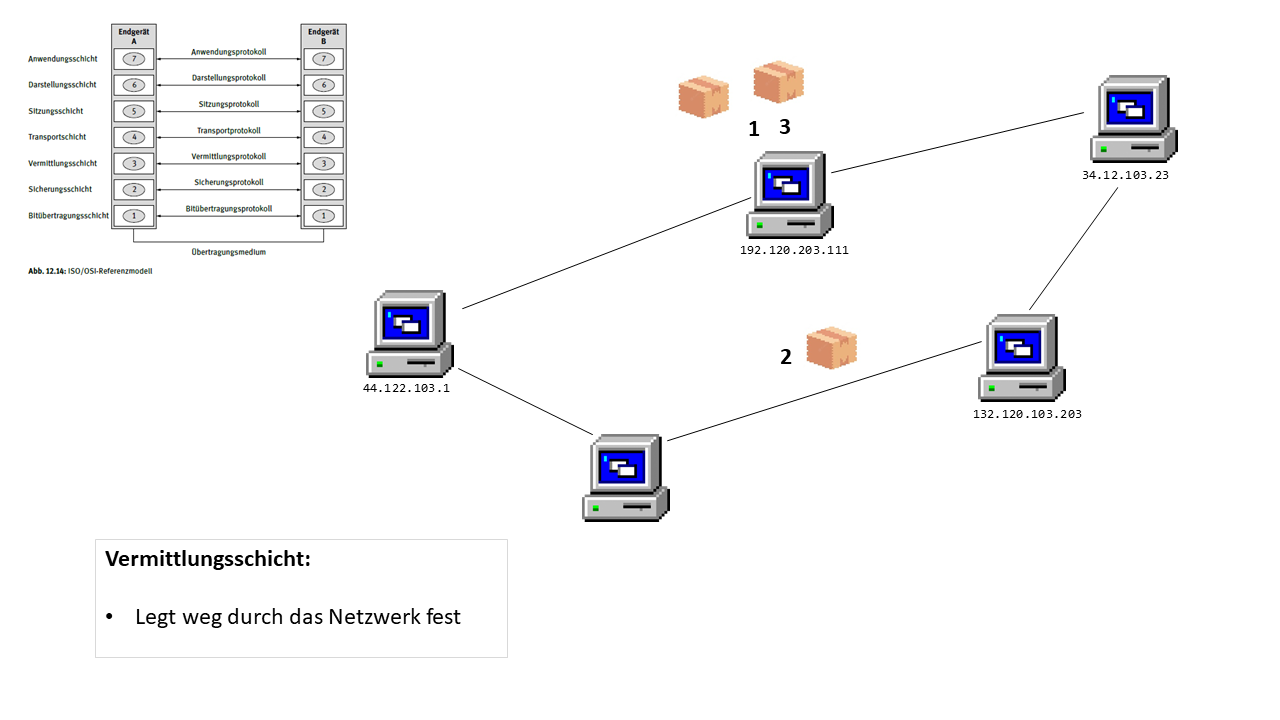 Endgerät
A
Endgerät
B
Anwendungsschicht
7
Anwendungsprotokoll
7
Darstellungsschicht
6
Darstellungsprotokoll
6
Sitzungsschicht
5
Sitzungsprotokoll
5
Transportschicht
4
Transportprotokoll
4
Vermittlungsschicht
3
Vermittlungsprotokoll
3
Sicherungsschicht
2
Sicherungsprotokoll
2
Bitübertragungsschicht
1
Bitübertragungsprotokoll
1
Übertragungsmedium
Abb. 12.14: ISO/OSI-Referenzmodell
1 3
192.120.203.111
34.12.103.23
44.122.103.1
2
132.120.103.203
Vermittlungsschicht:
• Legt weg durch das Netzwerk fest